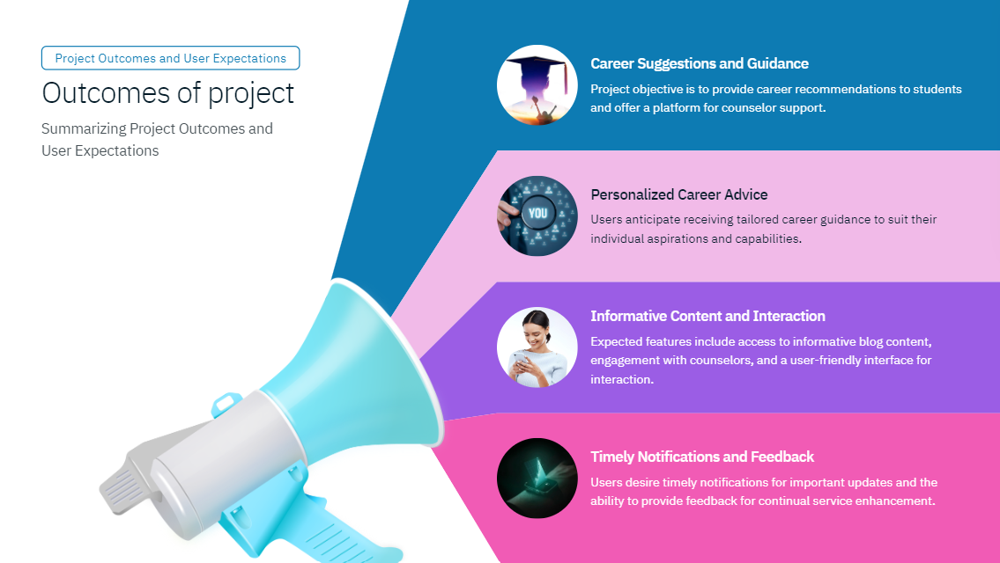 Project Outcomes and User Expectations
Outcomes of project
Summarizing Project Outcomes and
User Expectations
Career Suggestions and Guidance
Project objective is to provide career recommendations to students
and offer a platform for counselor support.
YOU
Personalized Career Advice
Users anticipate receiving tailored career guidance to suit their
individual aspirations and capabilities.
Informative Content and Interaction
Expected features include access to informative blog content,
engagement with counselors, and a user-friendly interface for
interaction.
Timely Notifications and Feedback
Users desire timely notifications for important updates and the
ability to provide feedback for continual service enhancement.